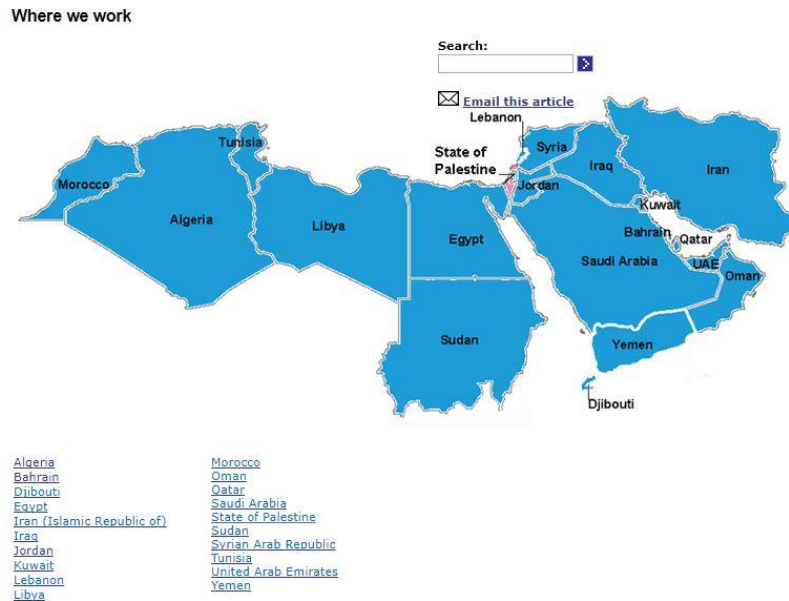 Where we work
Search:
Email this article
Lebanon
Tunisia
Syria
State of
Palestine
Iraq
Iran
Morocco
Jordan
Kuwait
Algeria
Libya
Egypt
Bahrain
Qatar
Saudi Arabia
UAE
Oman
Sudan
Yemen
Djibouti
Algeria
Bahrain
Djibouti
Egypt
Iran (Islamic Republic of)
Iraq
Jordan
Kuwait
Lebanon
Libya
Morocco
Oman
Qatar
Saudi Arabia
State of Palestine
Sudan
Syrian Arab Republic
Tunisia
United Arab Emirates
Yemen